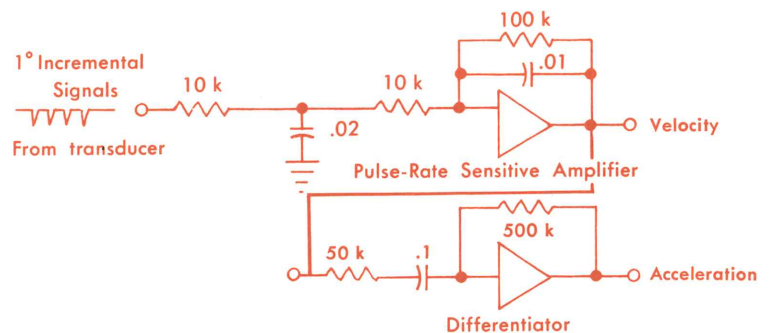 100 k
1° Incremental
Signals
.01
10 k
10 k
From transducer
.02
Velocity
Pulse-Rate Sensitive Amplifier
500 k
50 k
.1
Acceleration
Differentiator